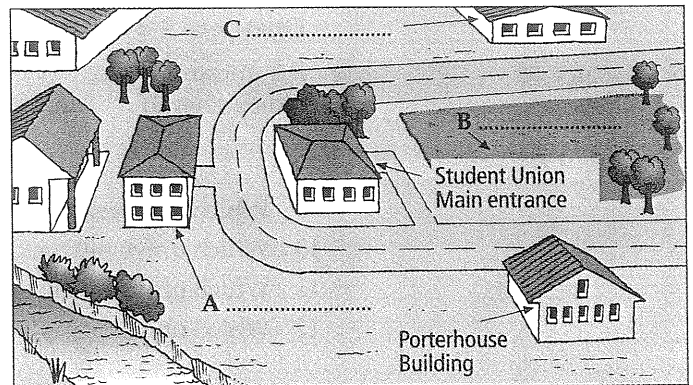 C ........................................
B ........................................
Student Union
Main entrance
A ........................................
Porterhouse
Building